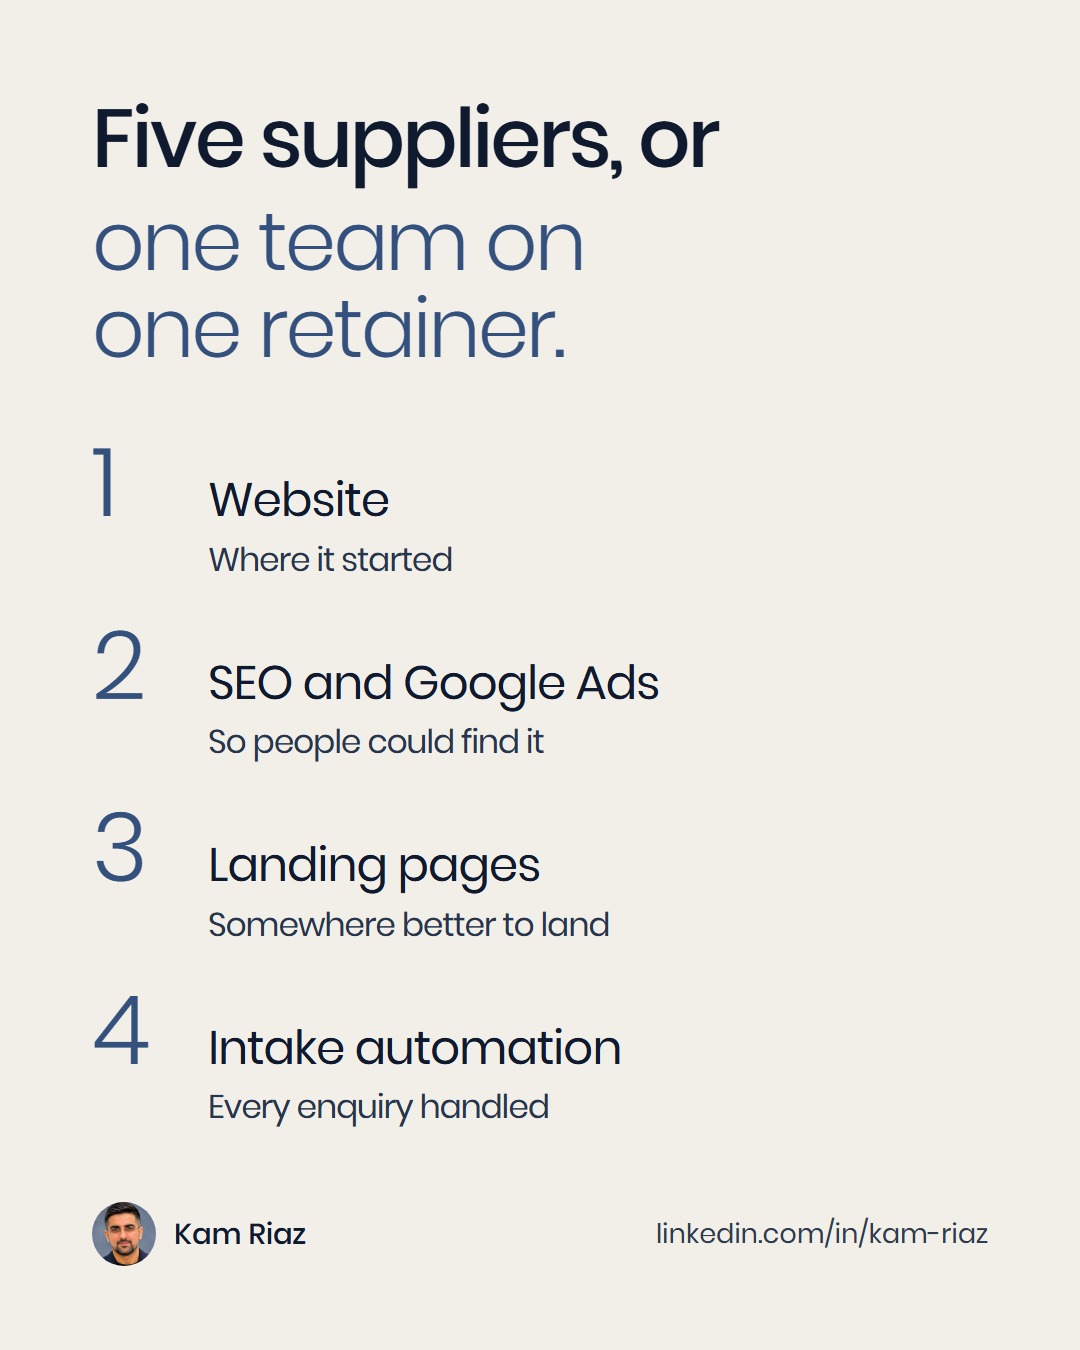 Five suppliers, or
one team on
one retainer.
1
Website
Where it started
2
SEO and Google Ads
So people could find it
3
Landing pages
Somewhere better to land
4
Intake automation
Every enquiry handled
Kam Riaz
linkedin.com/in/kam-riaz